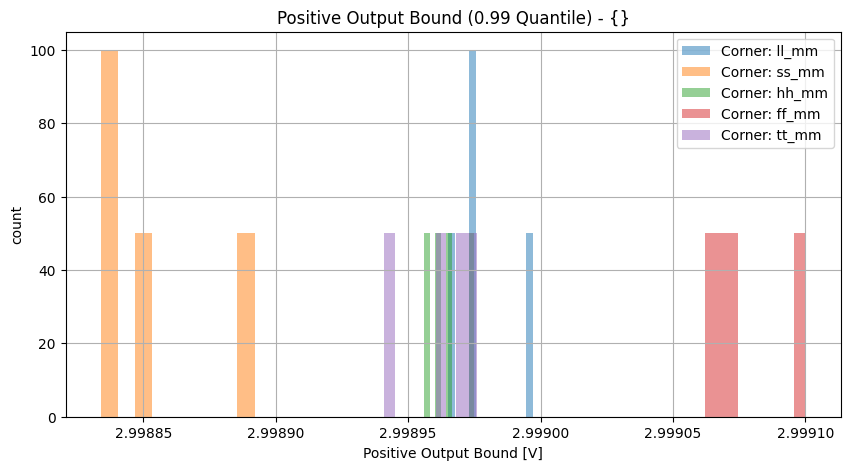 Positive Output Bound (0.99 Quantile) - {}
count
100
80
60
40
20
0
Corner: ll_mm
Corner: ss_mm
Corner: hh_mm
Corner: ff_mm
Corner: tt_mm
2.99885
2.99890
2.99895
2.99900
2.99905
2.99910
Positive Output Bound [V]